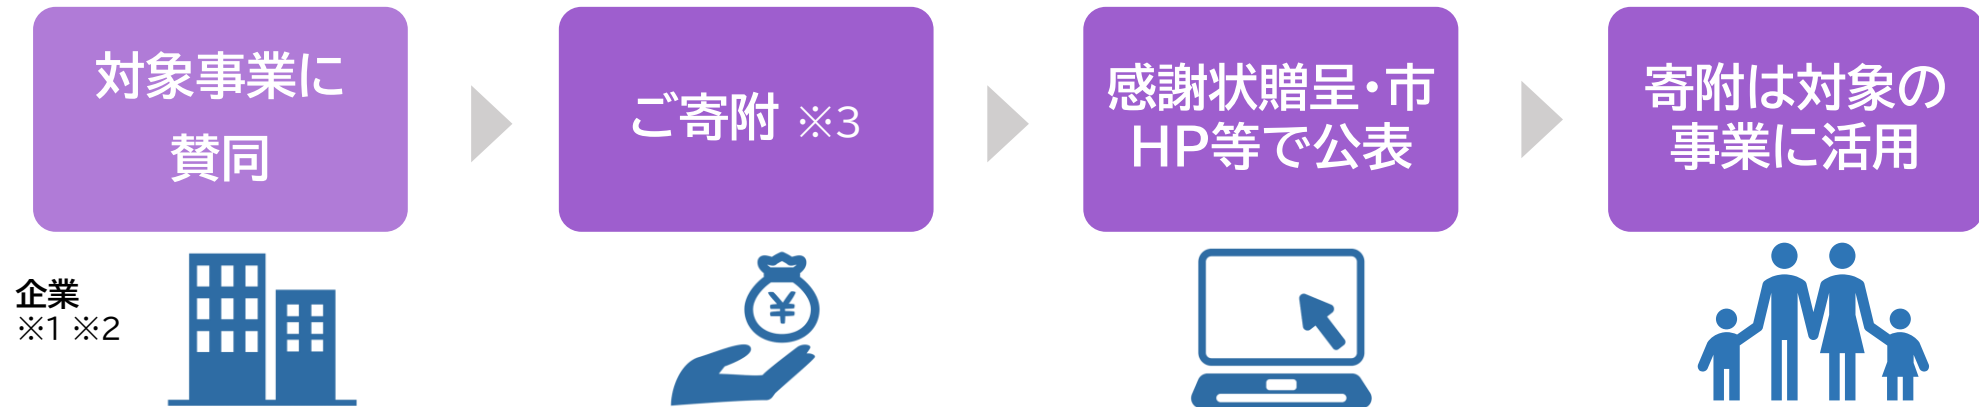 対象事業に
賛同
ご寄附 ※3
感謝状贈呈・市
HP等で公表
寄附は対象の
事業に活用
企業
※1 ※2
¥